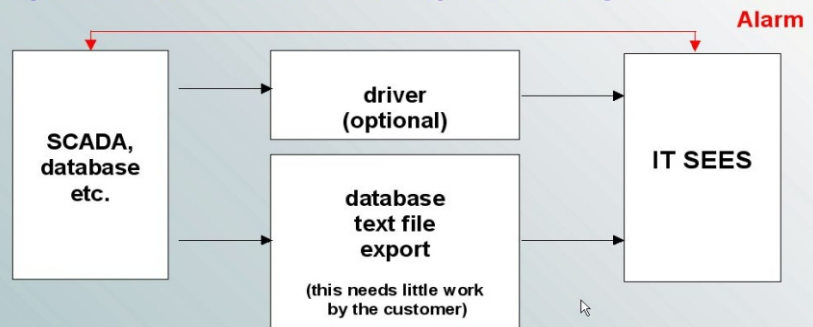 Alarm
SCADA,
database
etc.
driver
(optional)
database
text file
export
(this needs little work
by the customer)
IT SEES